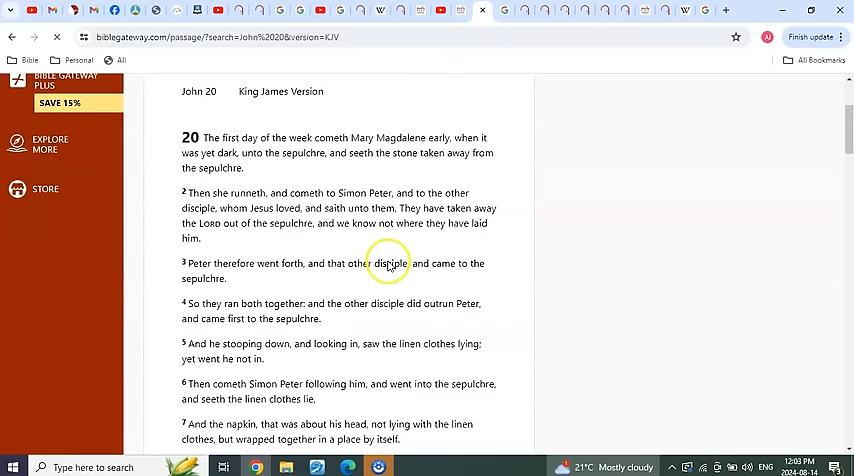 biblegateway.com/passage/?search=John%2020&version=KJV
Finish update
Bible
Personal
All
All Bookmarks
BIBLE GATEWAY
PLUS
SAVE 15%
EXPLORE
MORE
STORE
John 20 King James Version
20 The first day of the week cometh Mary Magdalene early, when it
was yet dark, unto the sepulchre, and seeth the stone taken away from
the sepulchre.
2 Then she runneth, and cometh to Simon Peter, and to the other
disciple, whom Jesus loved, and saith unto them, They have taken away
the LORD out of the sepulchre, and we know not where they have laid
him.
3 Peter therefore went forth, and that other disciple, and came to the
sepulchre.
4 So they ran both together: and the other disciple did outrun Peter,
and came first to the sepulchre.
5 And he stooping down, and looking in, saw the linen clothes lying;
yet went he not in.
6 Then cometh Simon Peter following him, and went into the sepulchre,
and seeth the linen clothes lie,
7 And the napkin, that was about his head, not lying with the linen
clothes, but wrapped together in a place by itself.
Type here to search
21°C Mostly cloudy
ENG
12:03 PM
2024-08-14